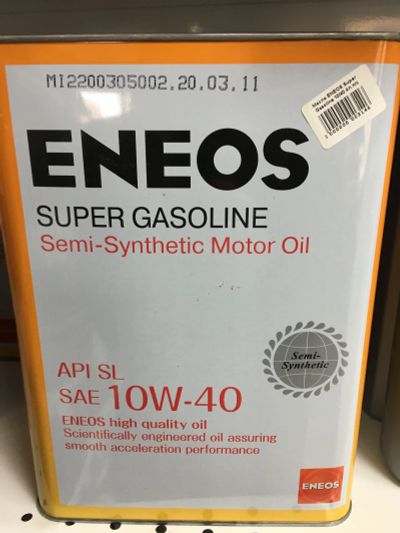 MI2200305002.20.03.11
ENEOS
SUPER GASOLINE
Semi-Synthetic Motor Oil
Semi-
Synthetic
API SL
SAE 10W-40
ENEOS high quality oil
Scientifically engineered oil assuring
smooth acceleration performance
ENEOS